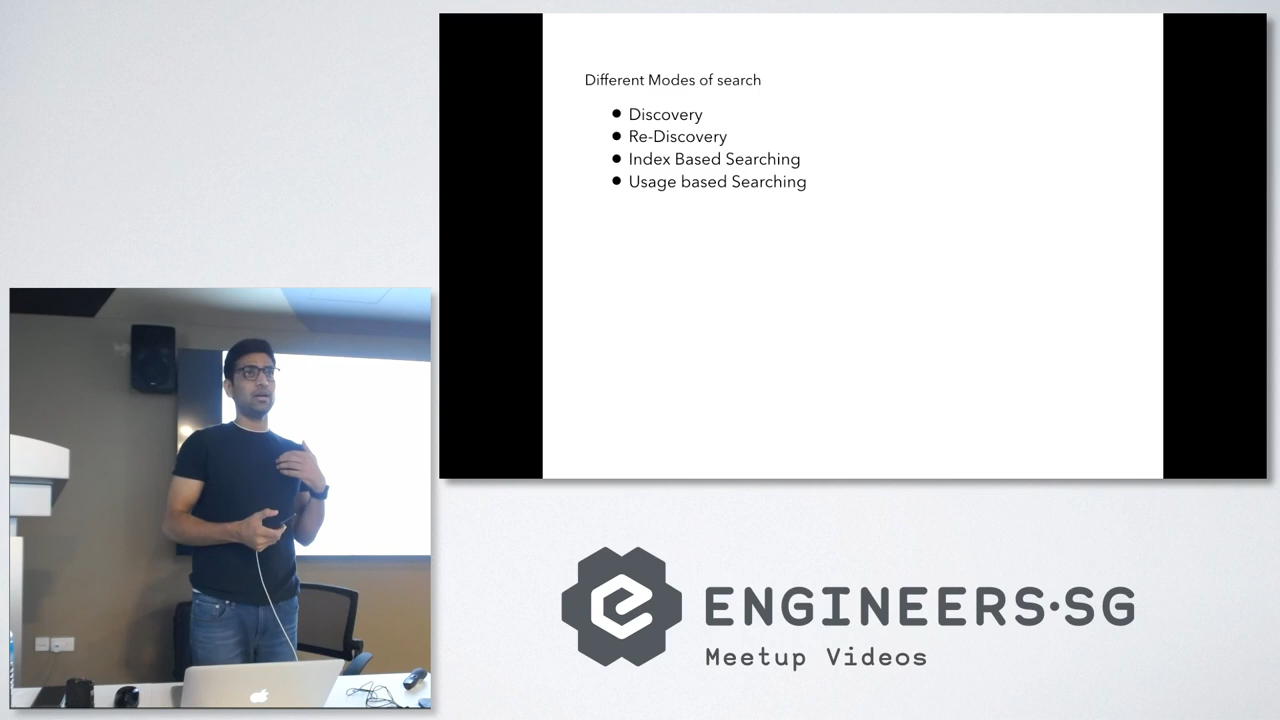 Different Modes of search
● Discovery
● Re-Discovery
● Index Based Searching
● Usage based Searching
ENGINEERS·SG
Meetup Videos